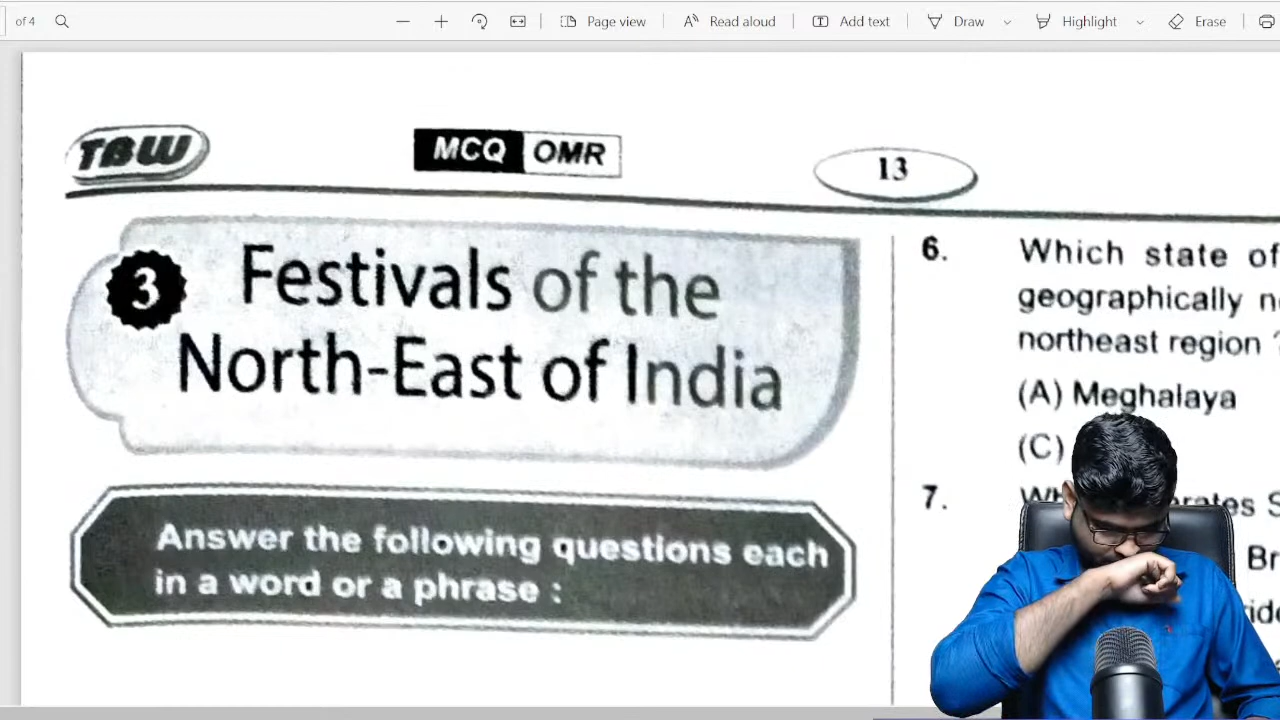 of 4
Page view
Read aloud
Add text
Draw
Highlight
Erase
TBW
MCQ OMR
13
3
Festivals of the
North-East of India
Answer the following questions each
in a word or a phrase :
6. Which state of
geographically
northeast region ?
(A) Meghalaya
(C)
7.